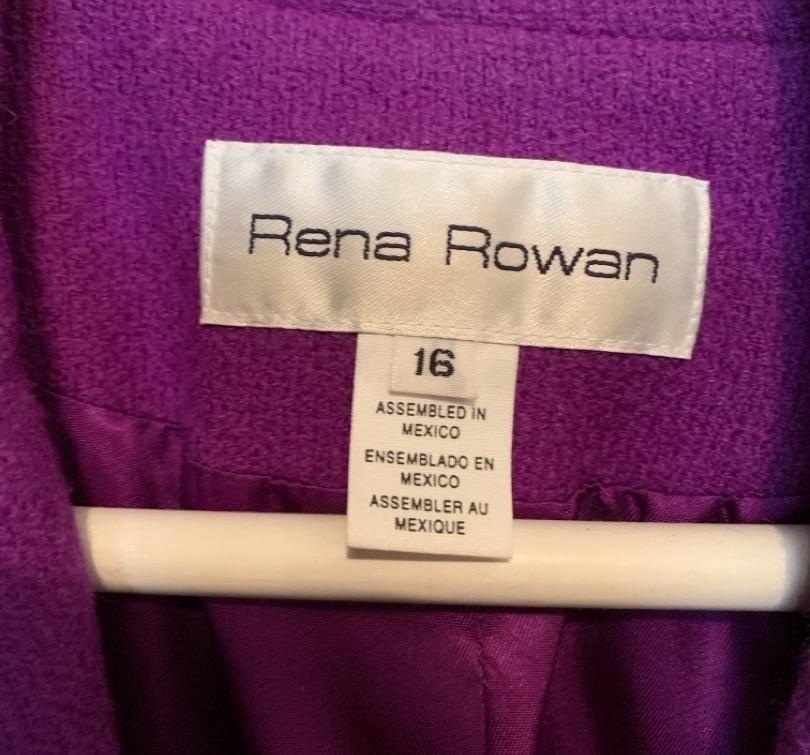 Rena Rowan
16
ASSEMBLED IN
MEXICO
ENSEMBLADO EN
MEXICO
ASSEMBLER AU
MEXIQUE